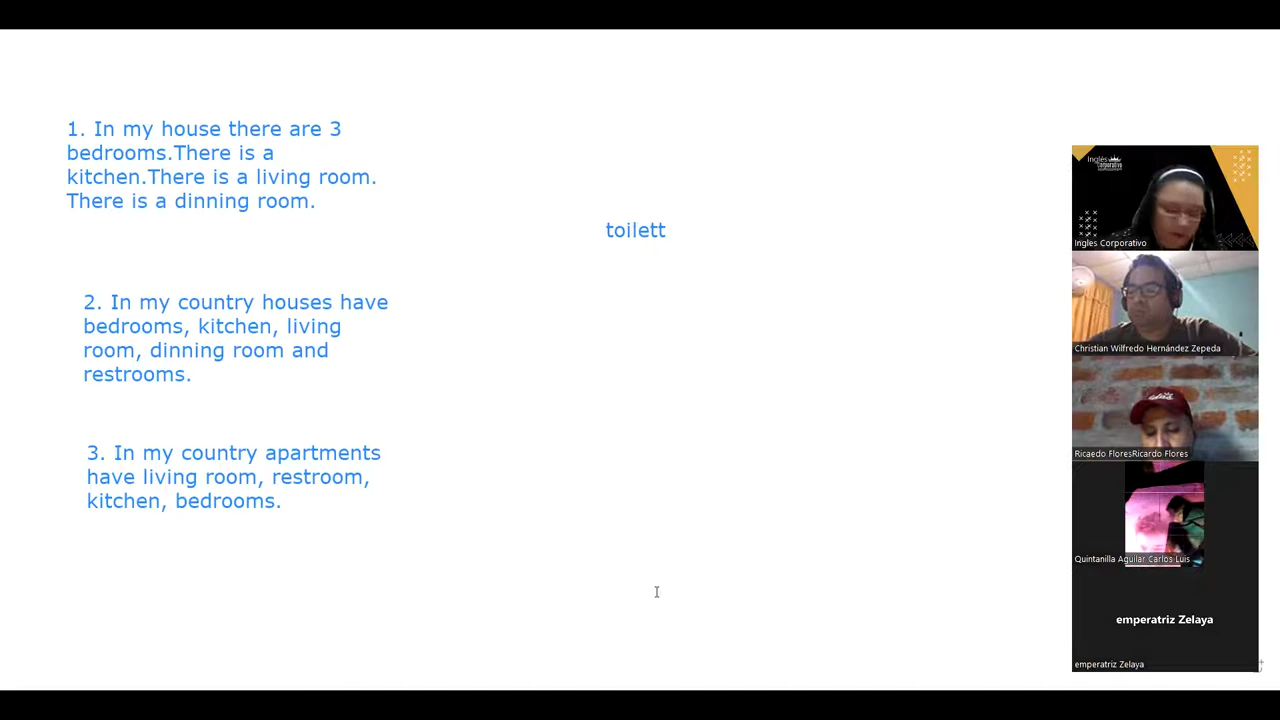 1. In my house there are 3
bedrooms.There is a
kitchen.There is a living room.
There is a dinning room.
toilett
2. In my country houses have
bedrooms, kitchen, living
room, dinning room and
restrooms.
3. In my country apartments
have living room, restroom,
kitchen, bedrooms.
Inglés
Corporativo
Ingles Corporativo
Christian Wilfredo Hernández Zepeda
Ricaedo FloresRicardo Flores
Quintanilla Aguilar Carlos Luis
emperatriz Zelaya
emperatriz Zelaya